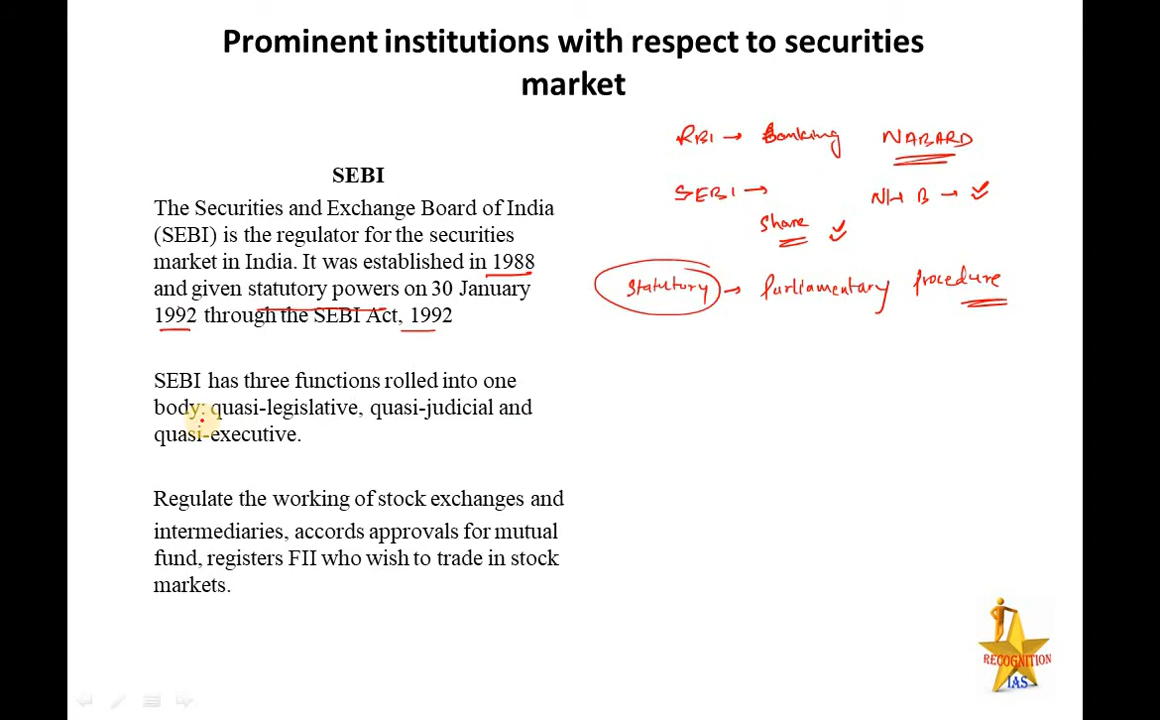 Prominent institutions with respect to securities
market
RBI → Banking NABARD
SEBI → NHB →
Share
Statutory → Parliamentary procedure
SEBI
The Securities and Exchange Board of India
(SEBI) is the regulator for the securities
market in India. It was established in 1988
and given statutory powers on 30 January
1992 through the SEBI Act, 1992
SEBI has three functions rolled into one
body: quasi-legislative, quasi-judicial and
quasi-executive.
Regulate the working of stock exchanges and
intermediaries, accords approvals for mutual
fund, registers FII who wish to trade in stock
markets.
RECOGNITION
IAS